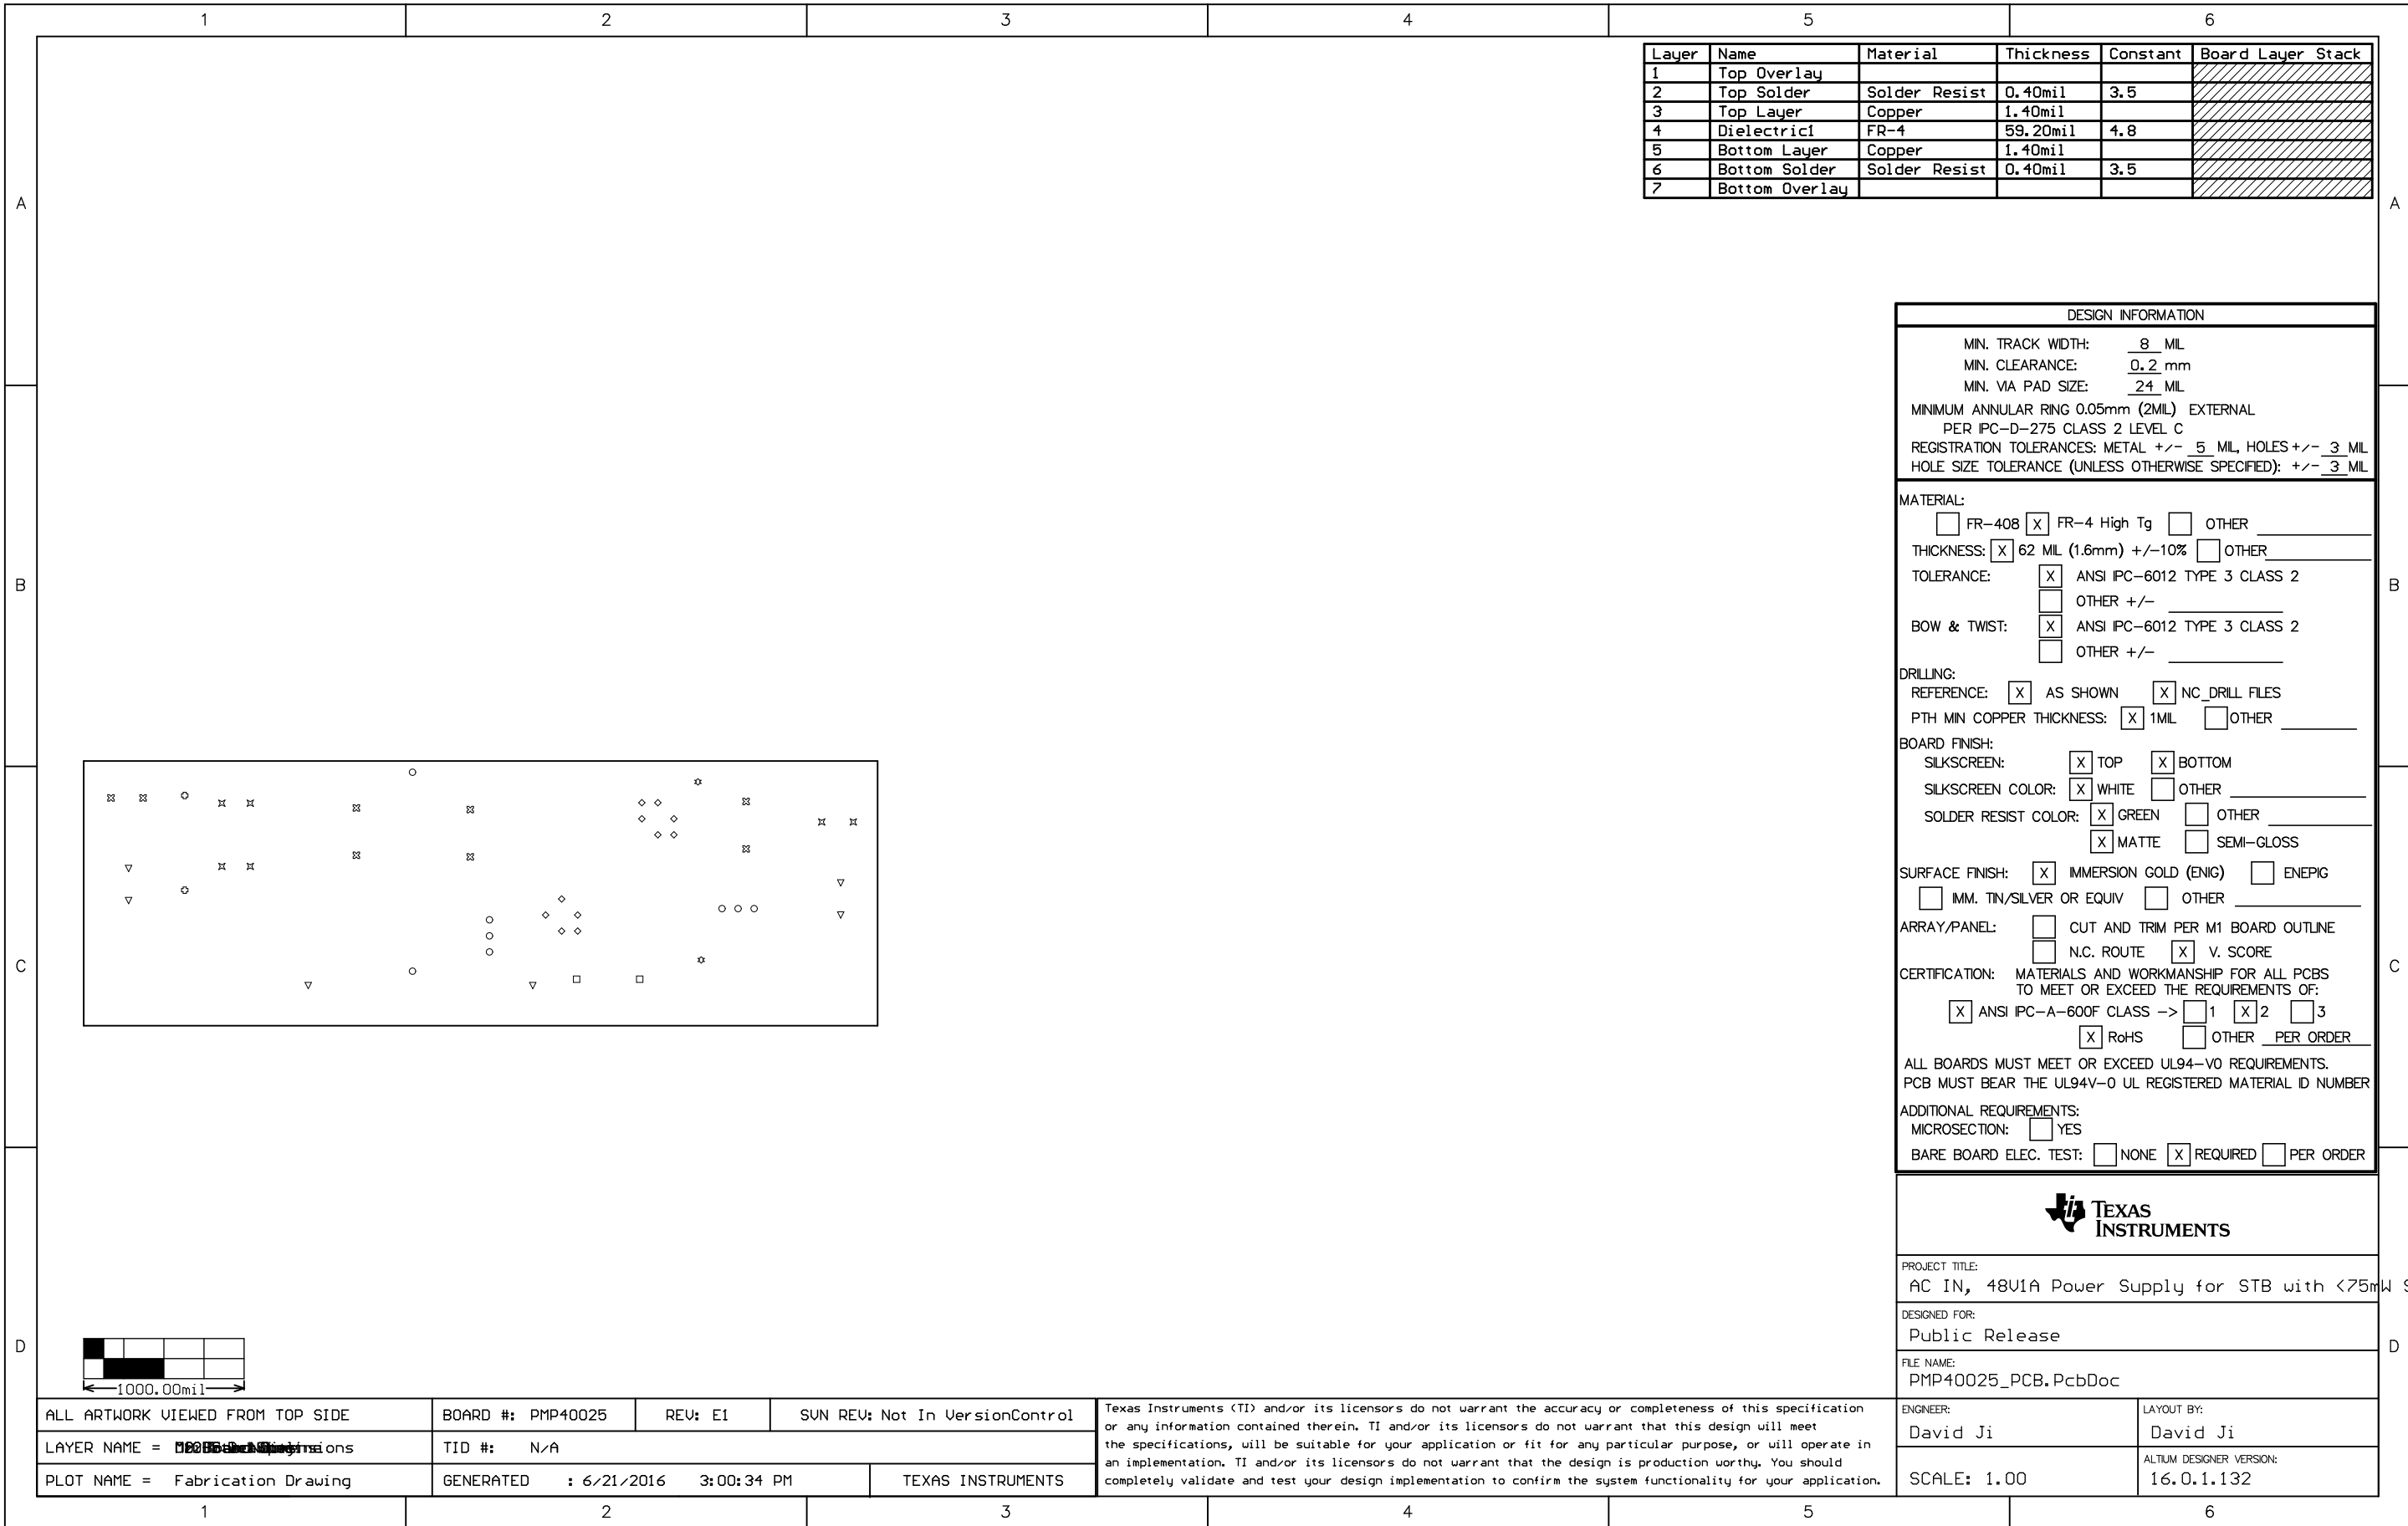 1 2 3 4 5 6
Layer Name Material Thickness Constant Board Layer Stack
1 Top Overlay
2 Top Solder Solder Resist 0.40mil 3.5
3 Top Layer Copper 1.40mil
4 Dielectric1 FR-4 59.20mil 4.8
5 Bottom Layer Copper 1.40mil
6 Bottom Solder Solder Resist 0.40mil 3.5
7 Bottom Overlay
A A
DESIGN INFORMATION
MIN. TRACK WIDTH: 8 MIL
MIN. CLEARANCE: 0.2 mm
MIN. VIA PAD SIZE: 24 MIL
MINIMUM ANNULAR RING 0.05mm (2MIL) EXTERNAL
PER IPC-D-275 CLASS 2 LEVEL C
REGISTRATION TOLERANCES: METAL +/- 5 MIL, HOLES +/- 3 MIL
HOLE SIZE TOLERANCE (UNLESS OTHERWISE SPECIFIED): +/- 3 MIL
MATERIAL:
FR-408 X FR-4 High Tg OTHER
THICKNESS: X 62 MIL (1.6mm) +/-10% OTHER
TOLERANCE: X ANSI IPC-6012 TYPE 3 CLASS 2
B B
OTHER +/-
BOW & TWIST: X ANSI IPC-6012 TYPE 3 CLASS 2
OTHER +/-
DRILLING:
REFERENCE: X AS SHOWN X NC_DRILL FILES
PTH MIN COPPER THICKNESS: X 1MIL OTHER
BOARD FINISH:
SILKSCREEN: X TOP X BOTTOM
SILKSCREEN COLOR: X WHITE OTHER
SOLDER RESIST COLOR: X GREEN OTHER
X MATTE SEMI-GLOSS
SURFACE FINISH: X IMMERSION GOLD (ENIG) ENEPIG
IMM. TIN/SILVER OR EQUIV OTHER
ARRAY/PANEL: CUT AND TRIM PER M1 BOARD OUTLINE
N.C. ROUTE X V. SCORE
C C
CERTIFICATION: MATERIALS AND WORKMANSHIP FOR ALL PCBS
TO MEET OR EXCEED THE REQUIREMENTS OF:
X ANSI IPC-A-600F CLASS -> 1 X 2 3
X RoHS OTHER PER ORDER
ALL BOARDS MUST MEET OR EXCEED UL94-V0 REQUIREMENTS.
PCB MUST BEAR THE UL94V-0 UL REGISTERED MATERIAL ID NUMBER
ADDITIONAL REQUIREMENTS:
MICROSECTION: YES
BARE BOARD ELEC. TEST: NONE X REQUIRED PER ORDER
TEXAS
INSTRUMENTS
PROJECT TITLE:
AC IN, 48V1A Power Supply for STB with <75mW S
DESIGNED FOR:
Public Release
D D
FILE NAME:
PMP40025_PCB.PcbDoc
1000.00mil
ALL ARTWORK VIEWED FROM TOP SIDE
BOARD #: PMP40025 REV: E1 SVN REV: Not In VersionControl
LAYER NAME =
TID #: N/A
PLOT NAME = Fabrication Drawing
GENERATED : 6/21/2016 3:00:34 PM TEXAS INSTRUMENTS
Texas Instruments (TI) and/or its licensors do not warrant the accuracy or completeness of this specification
or any information contained therein. TI and/or its licensors do not warrant that this design will meet
the specifications, will be suitable for your application or fit for any particular purpose, or will operate in
an implementation. TI and/or its licensors do not warrant that the design is production worthy. You should
completely validate and test your design implementation to confirm the system functionality for your application.
ENGINEER:
David Ji
LAYOUT BY:
David Ji
SCALE: 1.00
ALTIUM DESIGNER VERSION:
16.0.1.132
1 2 3 4 5 6